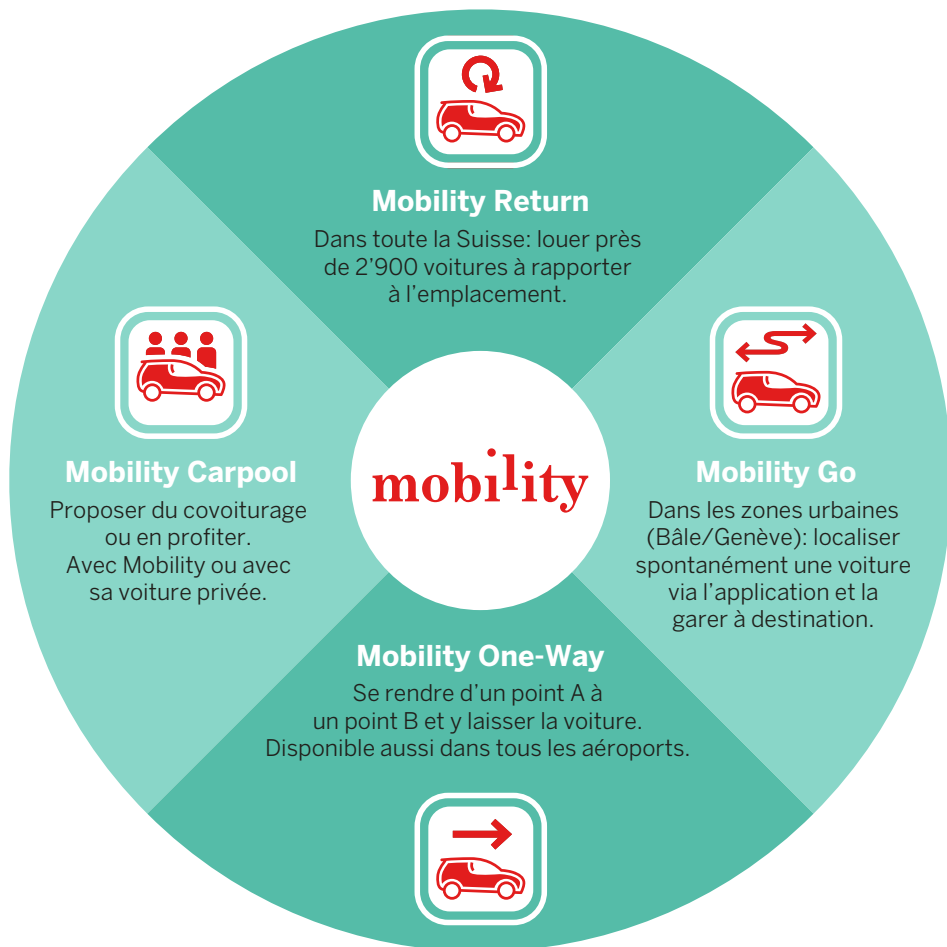 Mobility Return
Dans toute la Suisse: louer près
de 2’900 voitures à rapporter
à l’emplacement.
Mobility Carpool
Proposer du covoiturage
ou en profiter.
Avec Mobility ou avec
sa voiture privée.
mobility
Mobility Go
Dans les zones urbaines
(Bâle/Genève): localiser
spontanément une voiture
via l’application et la
garer à destination.
Mobility One-Way
Se rendre d’un point A à
un point B et y laisser la voiture.
Disponible aussi dans tous les aéroports.